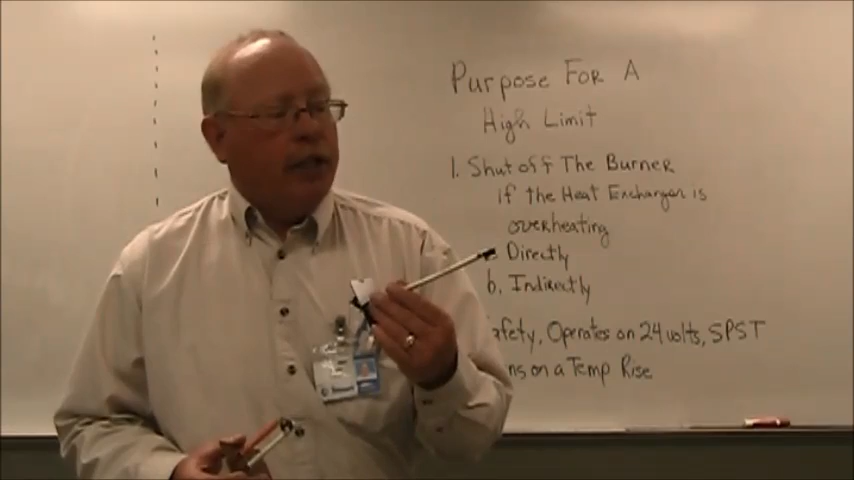 Purpose For A
High Limit
1. Shut off The Burner
if the Heat Exchanger is
overheating
Directly
b. Indirectly
afety, Operates on 24 volts, SPST
ns on a Temp Rise